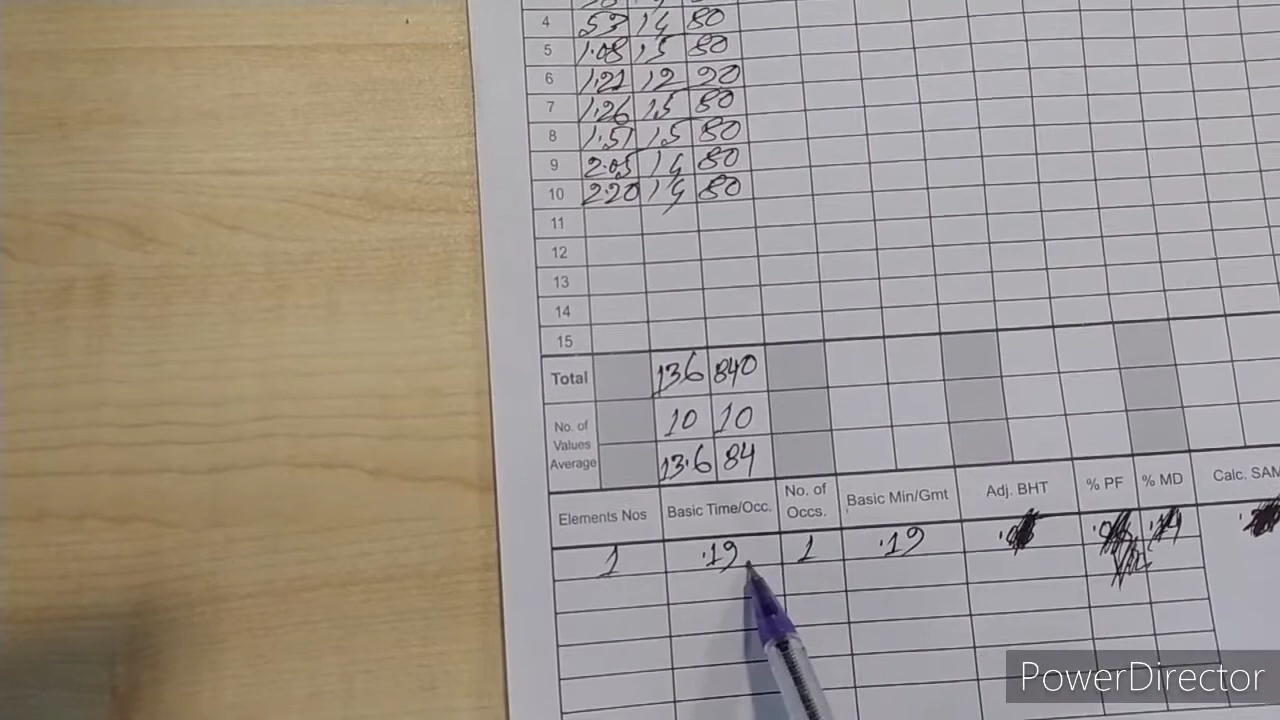 4 53 14 80
5 1.08 15 80
6 1.21 12 90
7 1.26 15 80
8 1.51 15 80
9 2.05 14 80
10 2.20 14 80
11
12
13
14
15
Total 136 840
No. of Values 10 10
Average 13.6 84
Elements Nos Basic Time/Occ. No. of Occs. Basic Min/Gmt Adj. BHT % PF % MD Calc. SAM
1 .19 1 .19
PowerDirector